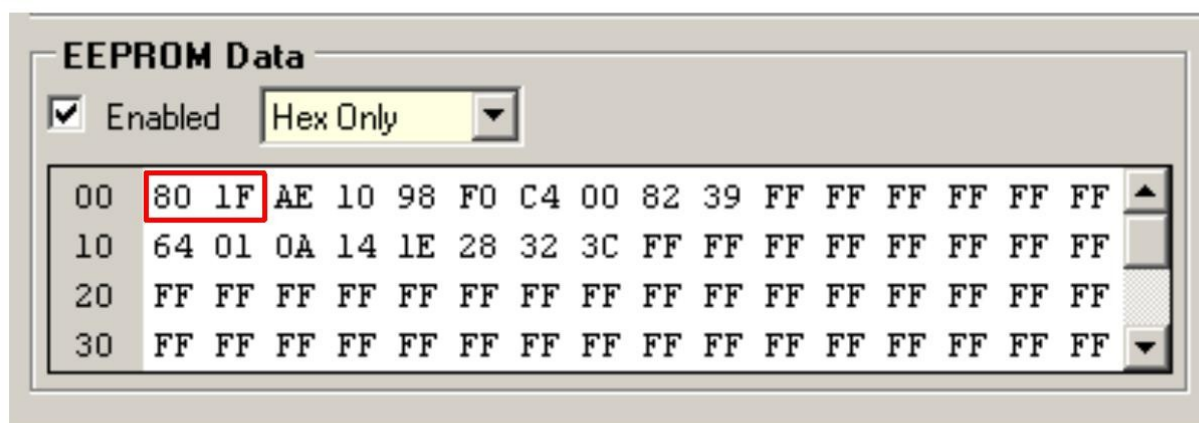 EEPROM Data
Enabled Hex Only
00 80 1F AE 10 98 F0 C4 00 82 39 FF FF FF FF FF FF
10 64 01 0A 14 1E 28 32 3C FF FF FF FF FF FF FF FF
20 FF FF FF FF FF FF FF FF FF FF FF FF FF FF FF FF
30 FF FF FF FF FF FF FF FF FF FF FF FF FF FF FF FF